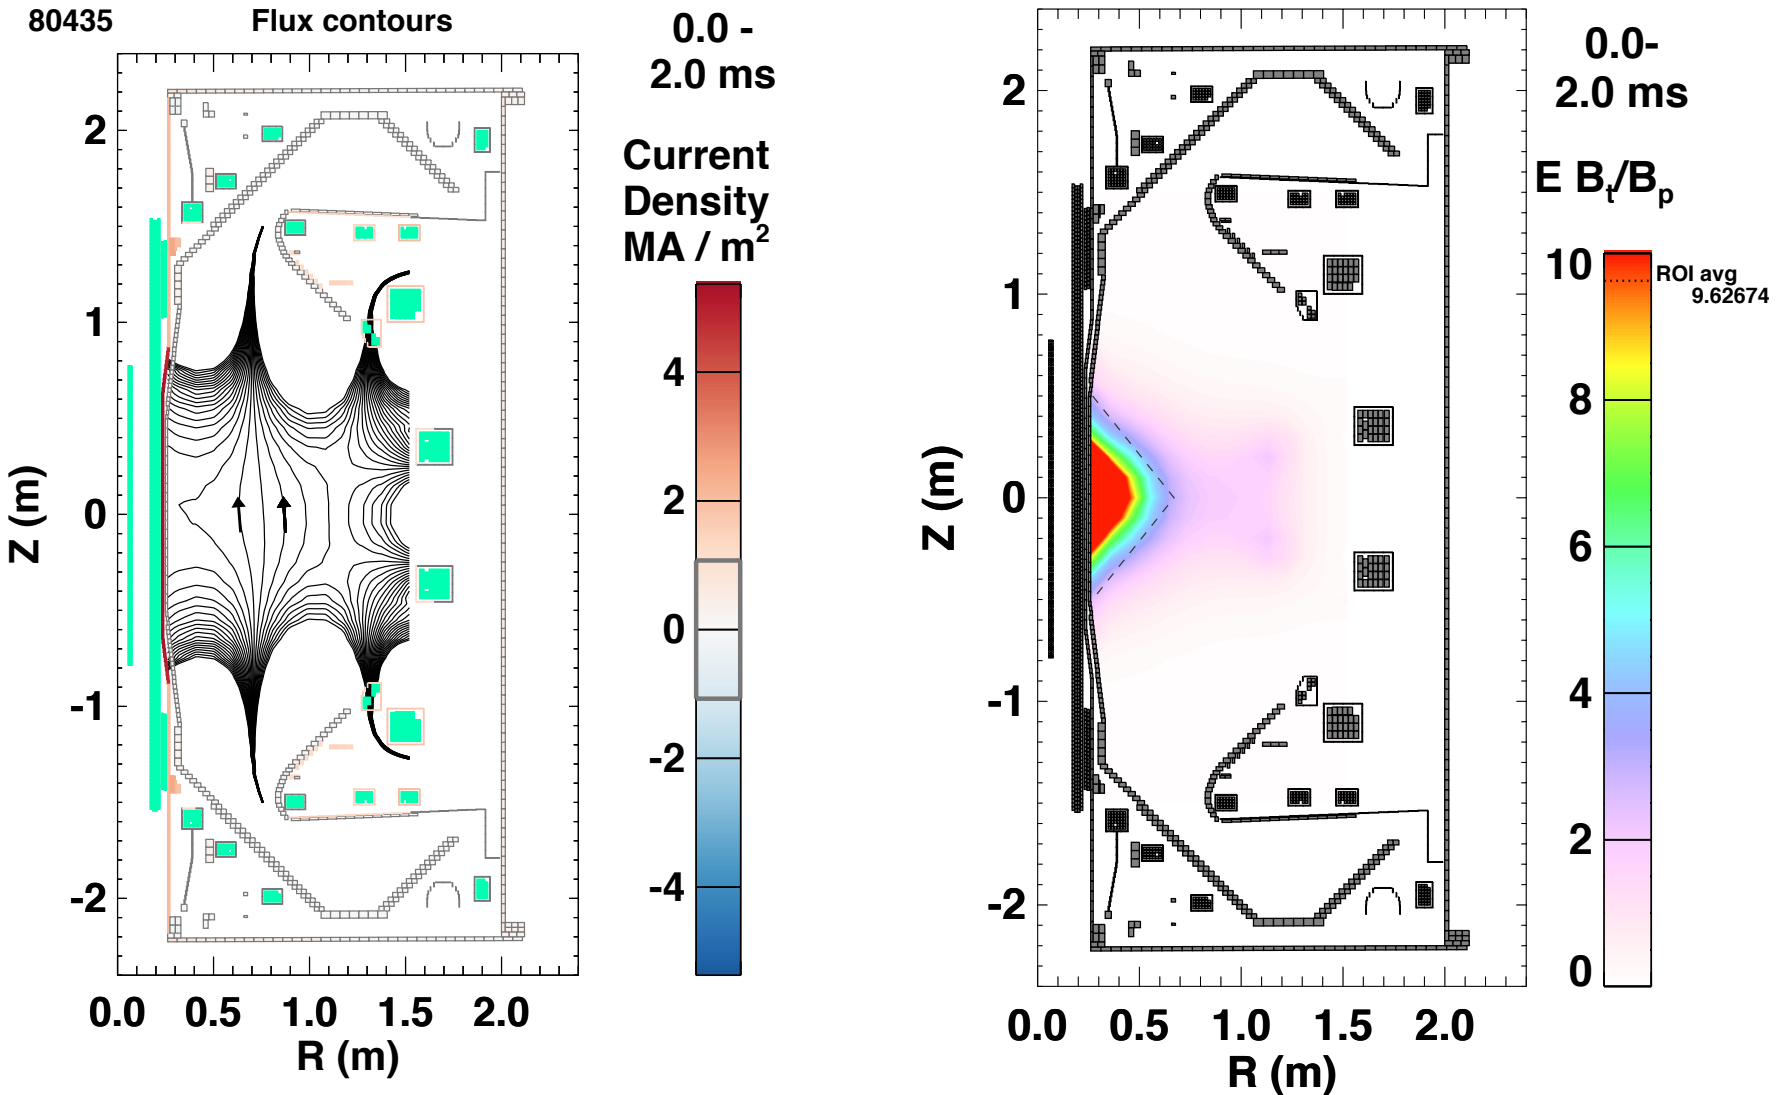 80435
Flux contours
0.0 -
2.0 ms
Current
Density
MA / m²
4
2
0
-2
-4
2
1
0
-1
-2
Z (m)
0.0 0.5 1.0 1.5 2.0
R (m)
0.0-
2.0 ms
E Bt/Bp
10
8
6
4
2
0
ROI avg
9.62674
2
1
0
-1
-2
Z (m)
0.0 0.5 1.0 1.5 2.0
R (m)